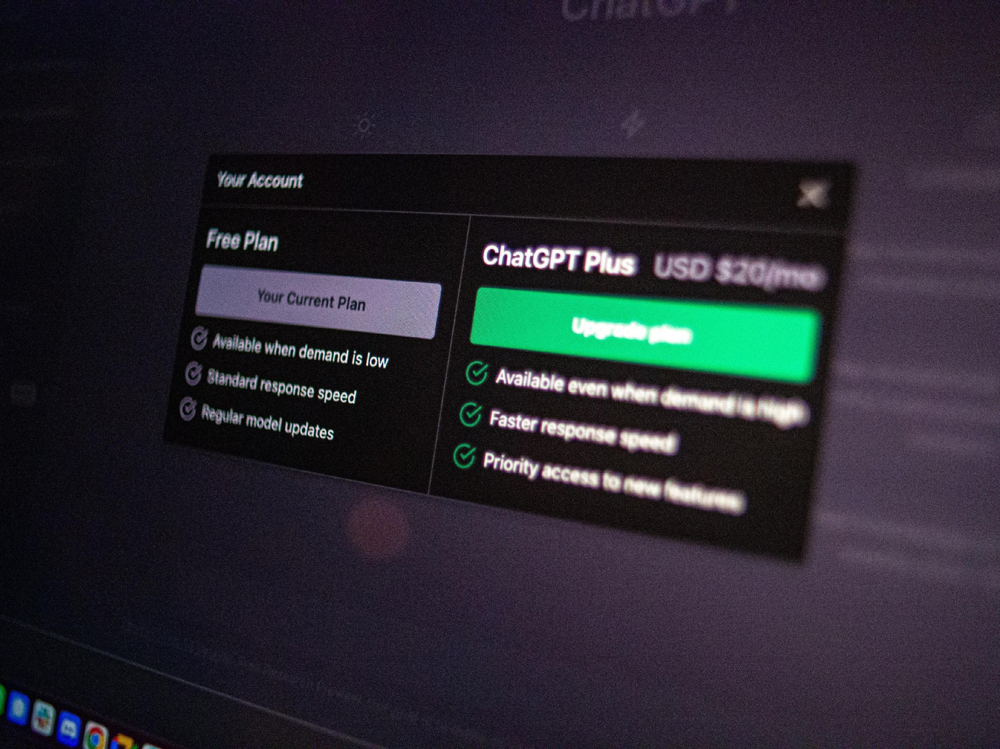 ChatGPT
Your Account
Free Plan
Your Current Plan
Available when demand is low
Standard response speed
Regular model updates
ChatGPT Plus USD $20/mo
Upgrade plan
Available even when demand is high
Faster response speed
Priority access to new features